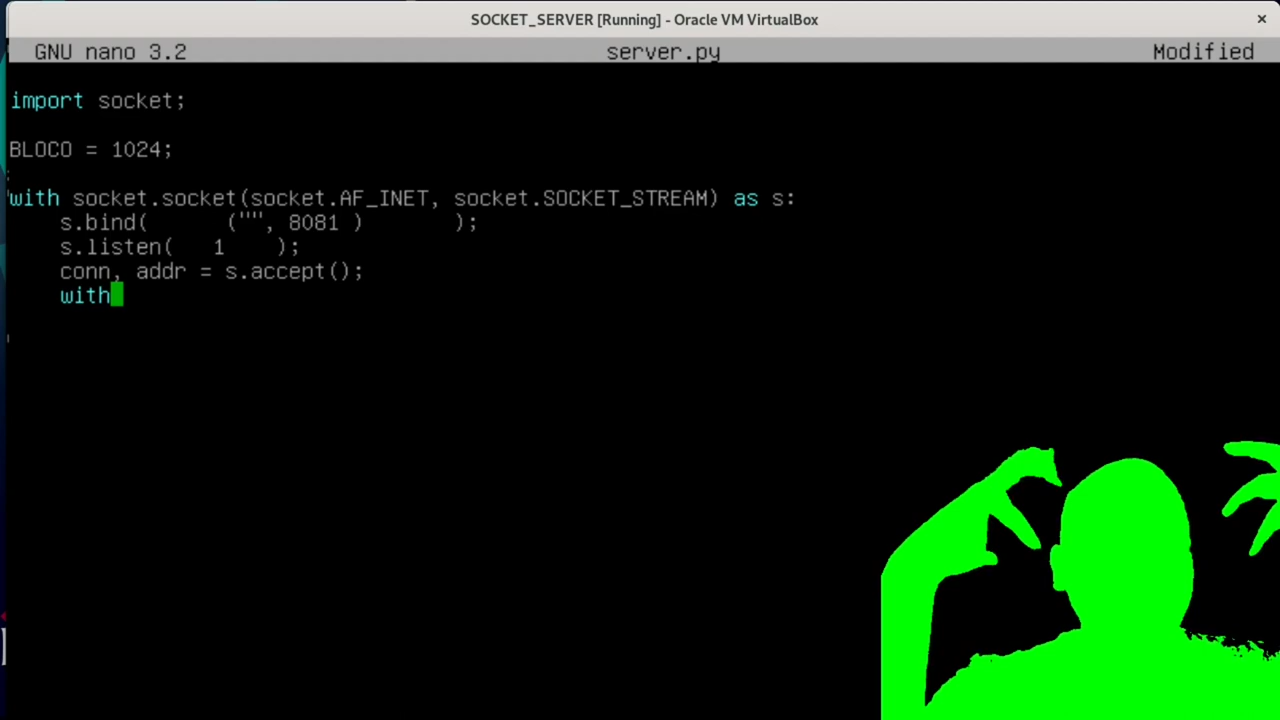 SOCKET_SERVER [Running] - Oracle VM VirtualBox
GNU nano 3.2 server.py Modified
import socket;
BLOCO = 1024;
with socket.socket(socket.AF_INET, socket.SOCKET_STREAM) as s:
    s.bind(      ("", 8081 )       );
    s.listen(   1    );
    conn, addr = s.accept();
    with